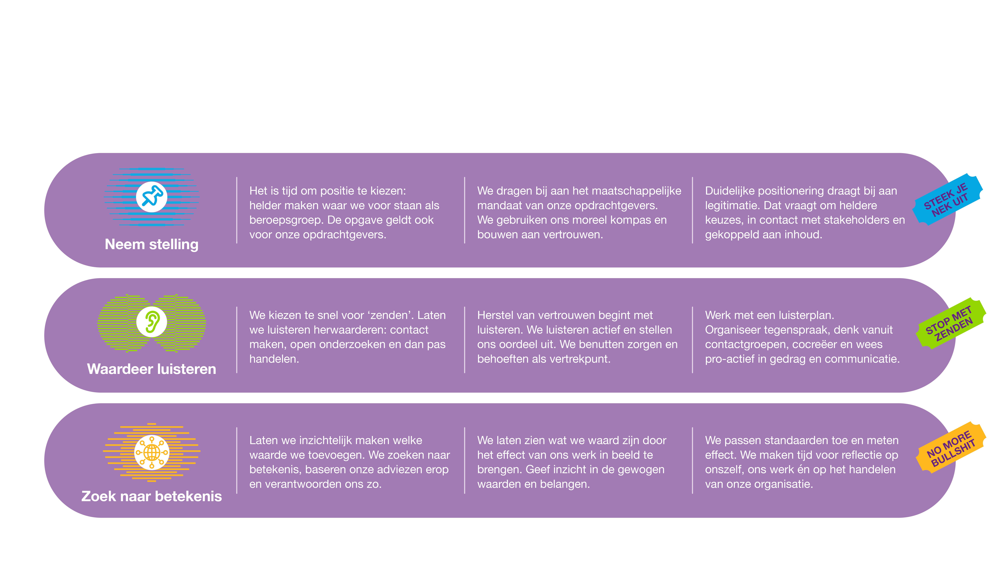 Neem stelling
Het is tijd om positie te kiezen:
helder maken waar we voor staan als
beroepsgroep. De opgave geldt ook
voor onze opdrachtgevers.
We dragen bij aan het maatschappelijke
mandaat van onze opdrachtgevers.
We gebruiken ons moreel kompas en
bouwen aan vertrouwen.
Duidelijke positionering draagt bij aan
legitimatie. Dat vraagt om heldere
keuzes, in contact met stakeholders en
gekoppeld aan inhoud.
STEEK JE
NEK UIT
Waardeer luisteren
We kiezen te snel voor ‘zenden’. Laten
we luisteren herwaarderen: contact
maken, open onderzoeken en dan pas
handelen.
Herstel van vertrouwen begint met
luisteren. We luisteren actief en stellen
ons oordeel uit. We benutten zorgen en
behoeften als vertrekpunt.
Werk met een luisterplan.
Organiseer tegenspraak, denk vanuit
contactgroepen, cocreëer en wees
pro-actief in gedrag en communicatie.
STOP MET
ZENDEN
Zoek naar betekenis
Laten we inzichtelijk maken welke
waarde we toevoegen. We zoeken naar
betekenis, baseren onze adviezen erop
en verantwoorden ons zo.
We laten zien wat we waard zijn door
het effect van ons werk in beeld te
brengen. Geef inzicht in de gewogen
waarden en belangen.
We passen standaarden toe en meten
effect. We maken tijd voor reflectie op
onszelf, ons werk én op het handelen
van onze organisatie.
NO MORE
BULLSHIT